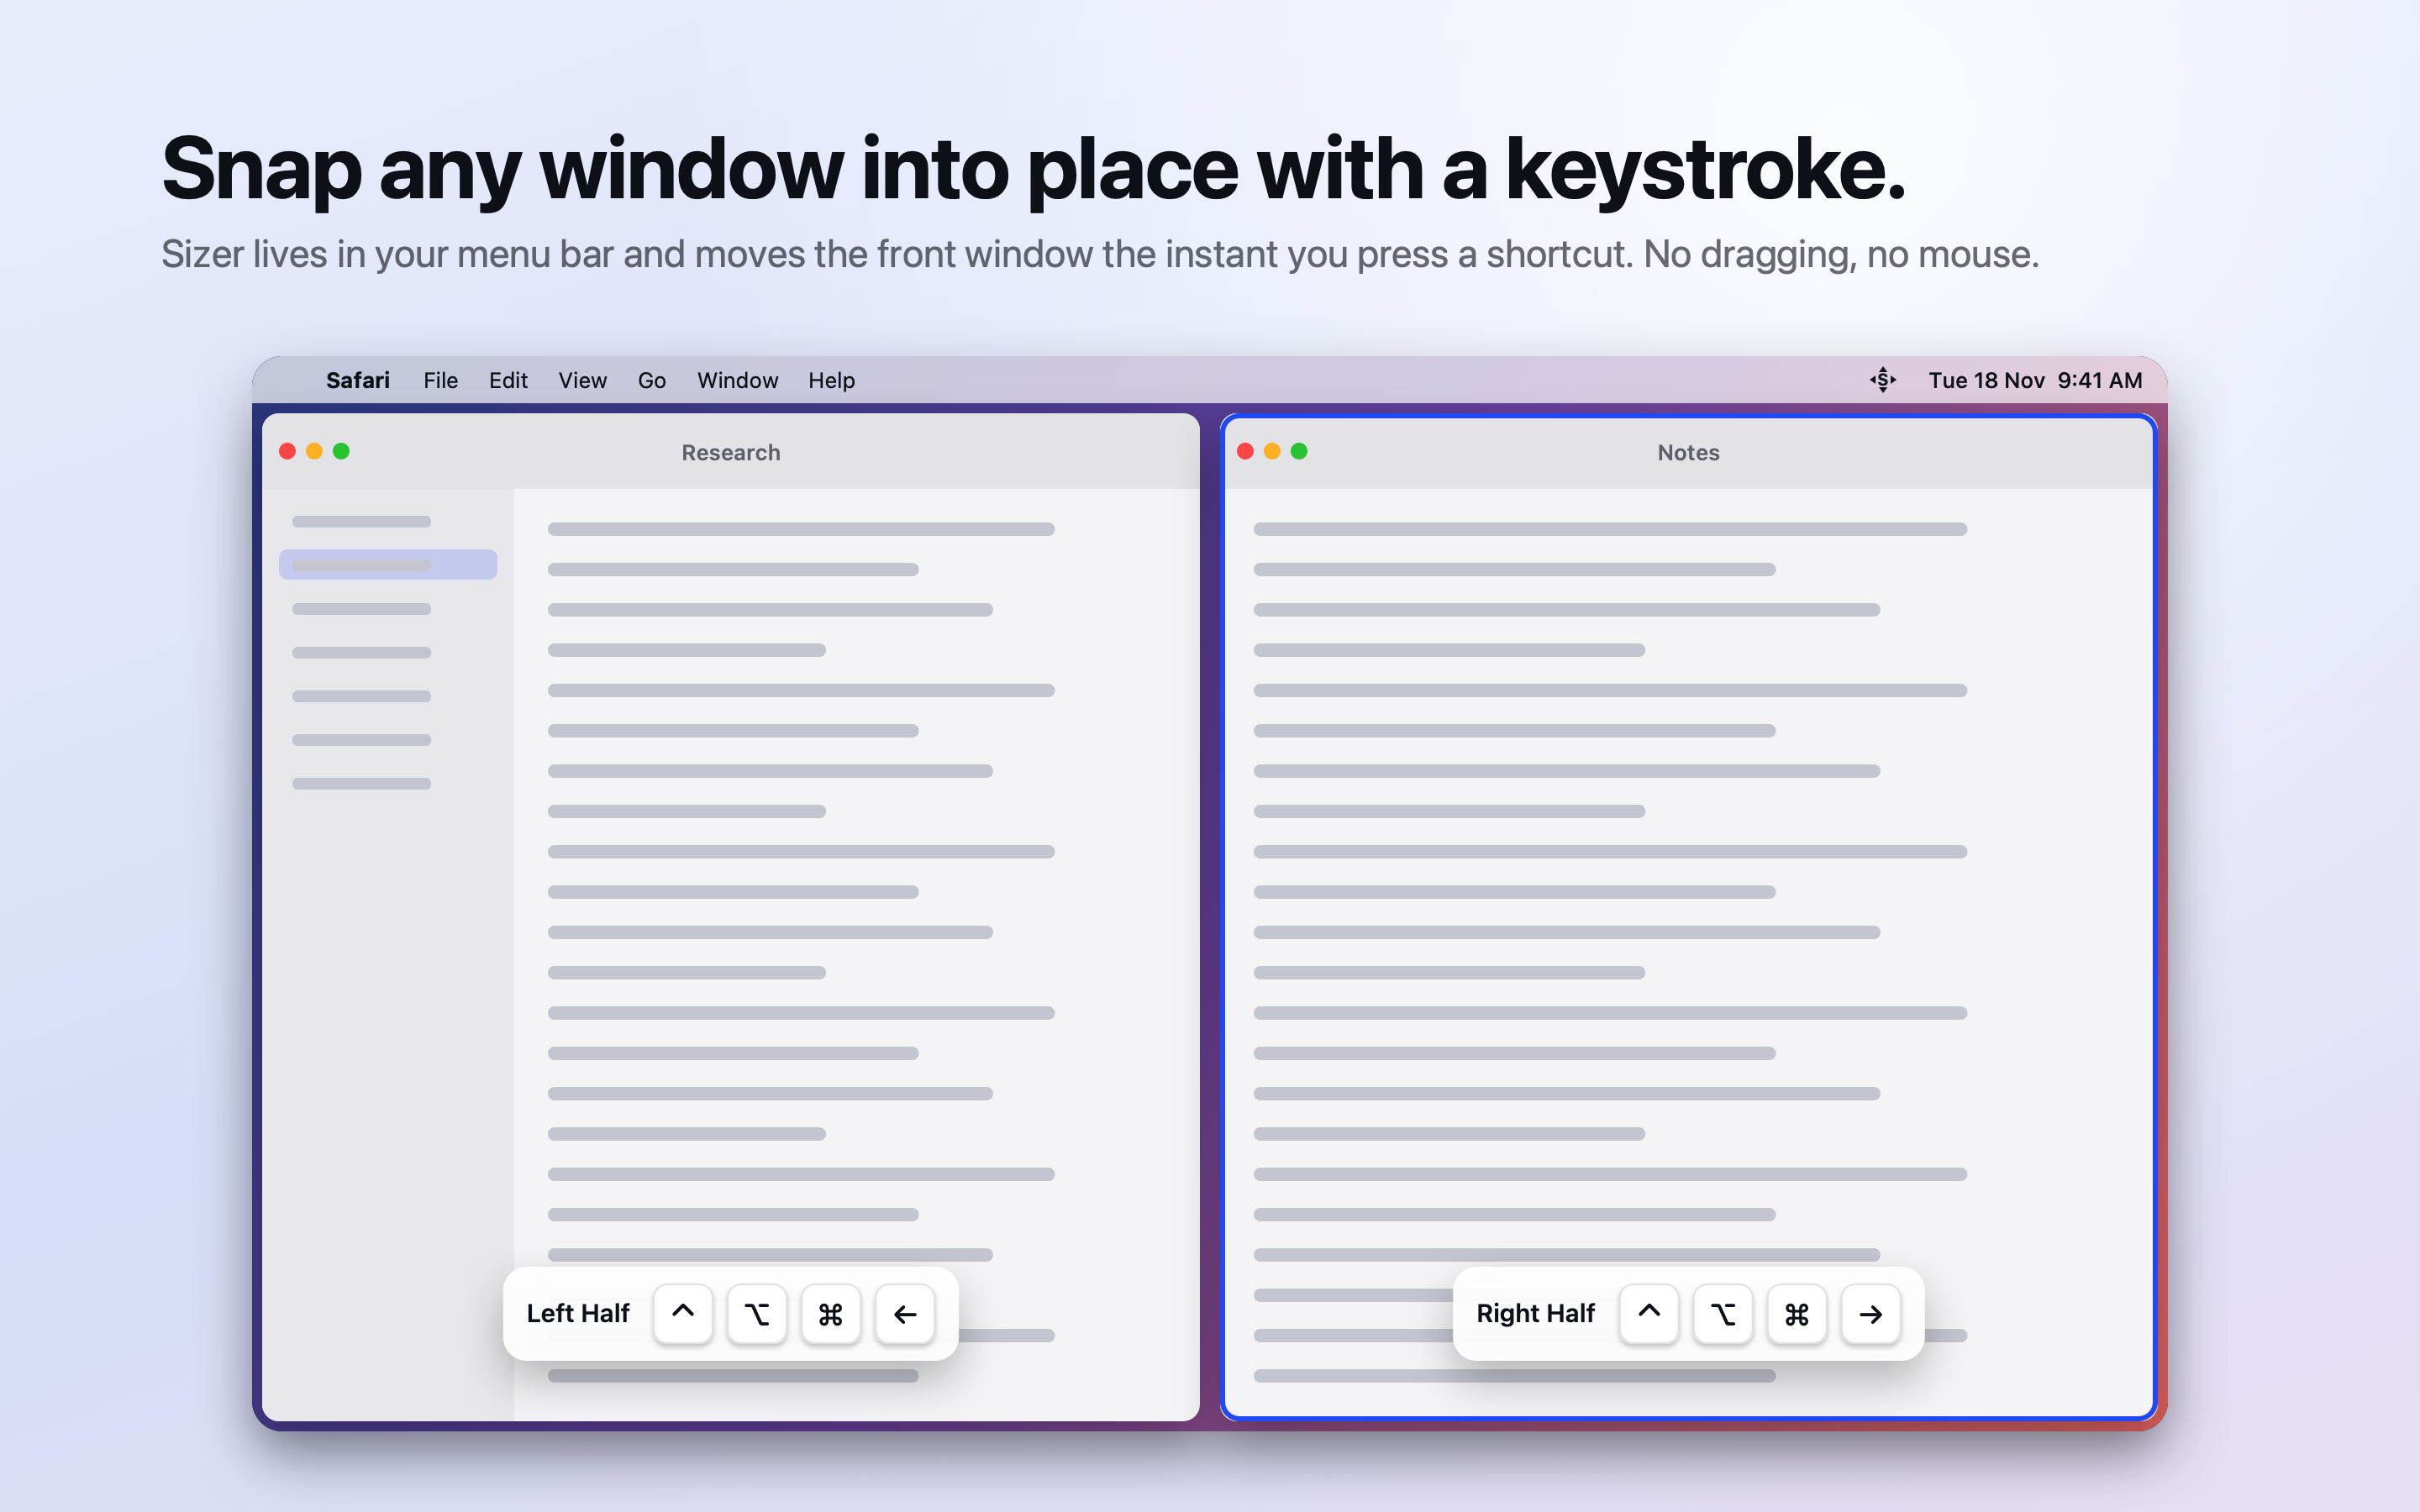 Snap any window into place with a keystroke.
Sizer lives in your menu bar and moves the front window the instant you press a shortcut. No dragging, no mouse.
Safari File Edit View Go Window Help S Tue 18 Nov 9:41 AM
Research
Notes
Left Half ^ ⌥ ⌘ ←
Right Half ^ ⌥ ⌘ →